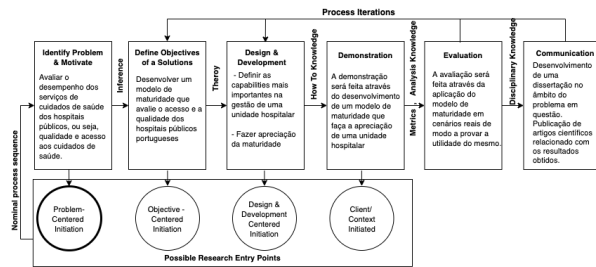 Process Iterations
Identify Problem
& Motivate
Avaliar o
desempenho dos
serviços de
cuidados de saúde
dos hospitais
públicos, ou seja,
qualidade e acesso
aos cuidados de
saúde.
Inference
Define Objectives
of a Solutions
Desenvolver um
modelo de
maturidade que
avalie o acesso e a
qualidade dos
hospitais públicos
portugueses
Theroy
Design &
Development
- Definir as
capabilities mais
importantes na
gestão de uma
unidade hospitalar
- Fazer apreciação
da maturidade
How To Knowledge
Demonstration
A demonstração será
feita através do
desenvolvimento de
um modelo de
maturidade que
faça a apreciação
de uma unidade
hospitalar
Metrics - Analysis Knowledge
Evaluation
A avaliação será
feita através da
aplicação do
modelo de
maturidade em
cenários reais de
modo a provar a
utilidade do mesmo.
Disciplinary Knowledge
Communication
Desenvolvimento
de uma
dissertação no
âmbito do
problema em
questão.
Publicação de
artigos científicos
relacionado com
os resultados
obtidos.
Nominal process sequence
Problem-
Centered
Initiation
Objective -
Centered
Initiation
Design &
Development
Centered
Initiation
Client/
Context
Initiated
Possible Research Entry Points